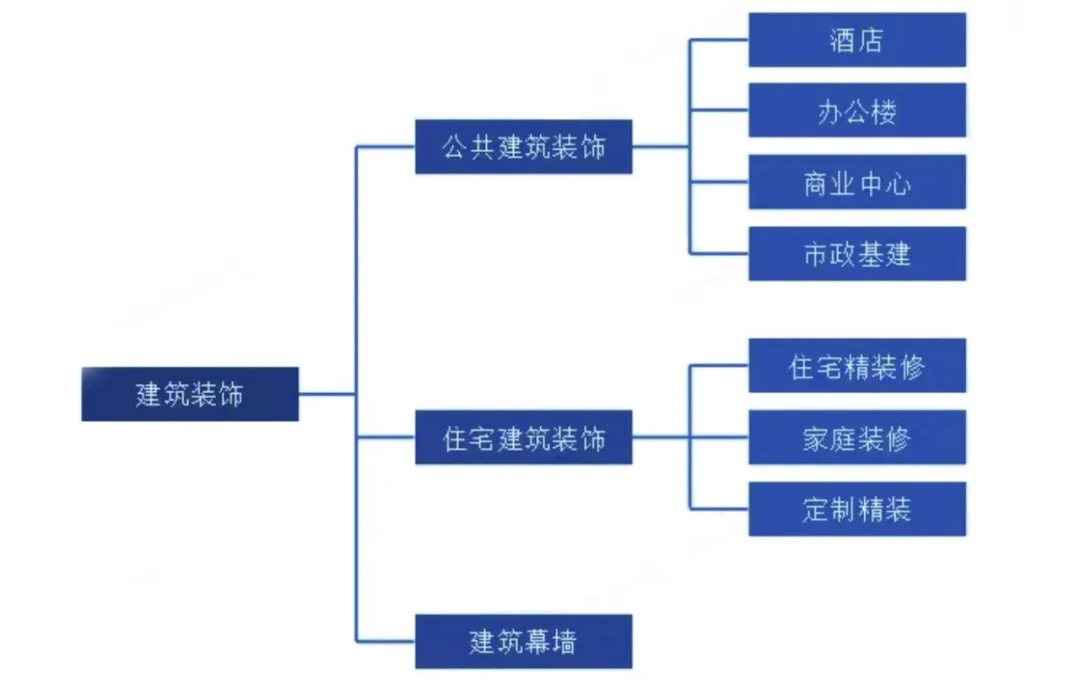 建筑装饰
公共建筑装饰
酒店
办公楼
商业中心
市政基建
住宅建筑装饰
住宅精装修
家庭装修
定制精装
建筑幕墙